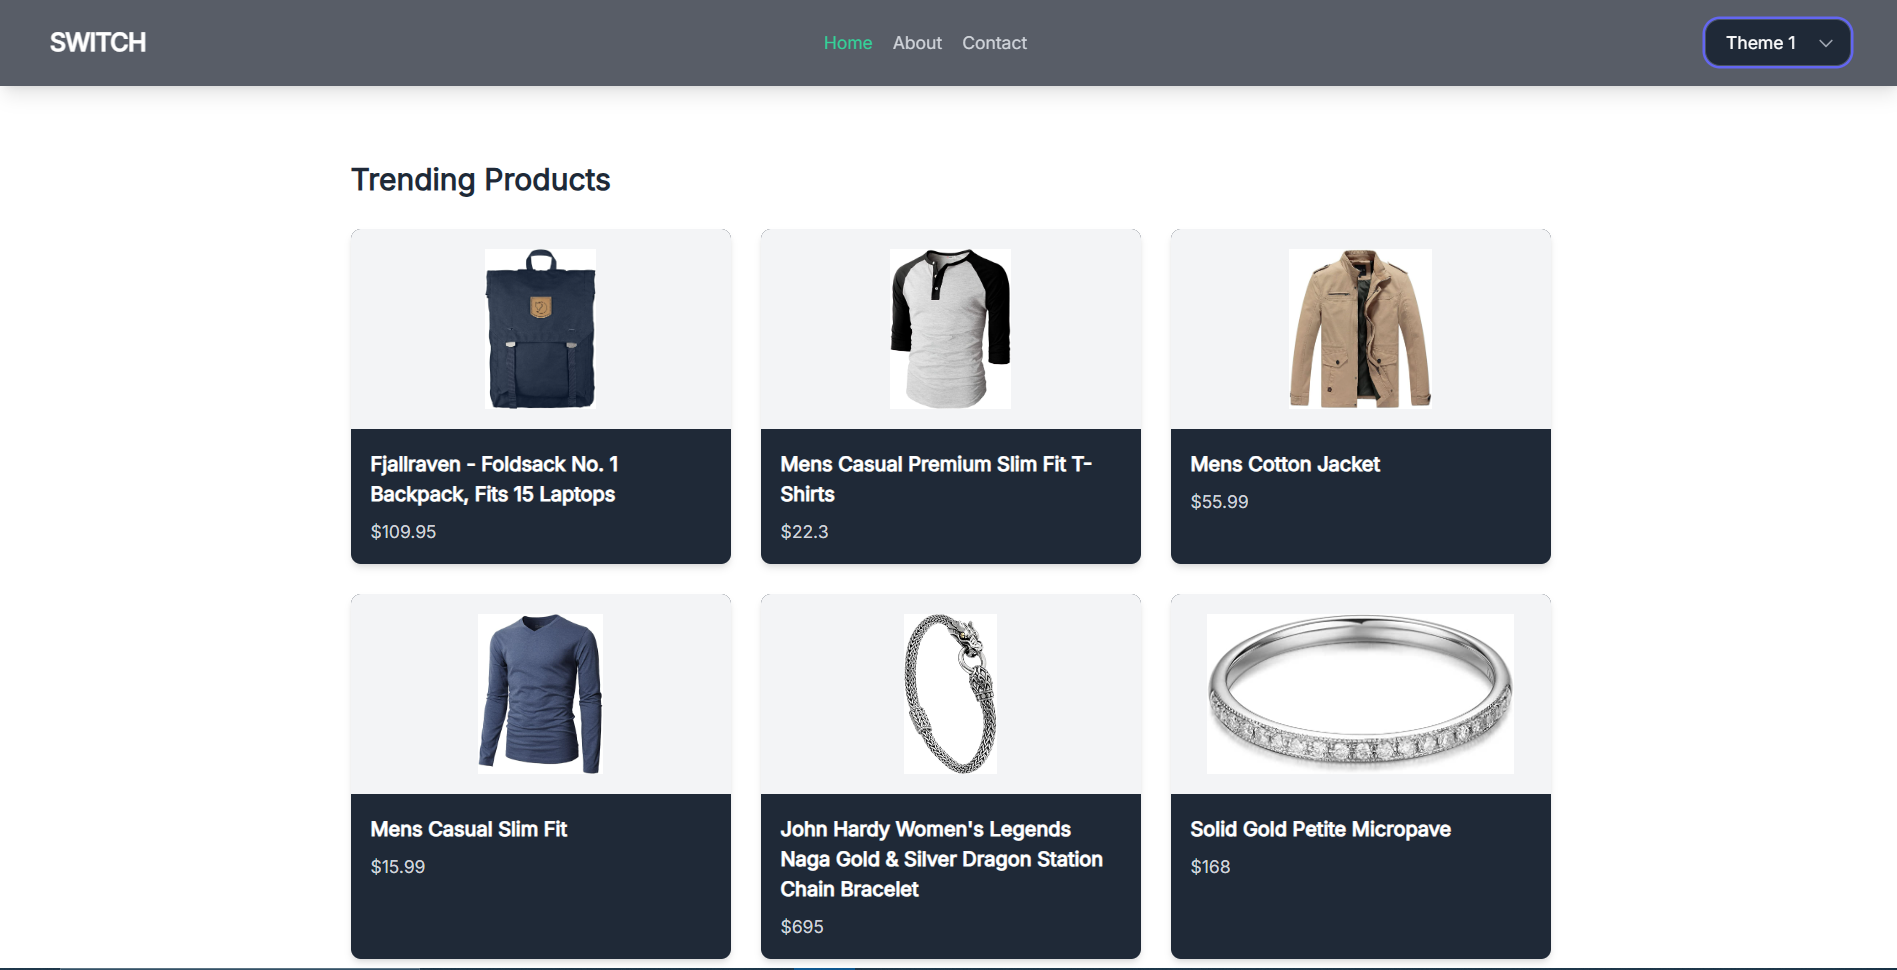 SWITCH
Home About Contact
Theme 1
Trending Products
Fjallraven - Foldsack No. 1
Backpack, Fits 15 Laptops
$109.95
Mens Casual Premium Slim Fit T-
Shirts
$22.3
Mens Cotton Jacket
$55.99
Mens Casual Slim Fit
$15.99
John Hardy Women's Legends
Naga Gold & Silver Dragon Station
Chain Bracelet
$695
Solid Gold Petite Micropave
$168